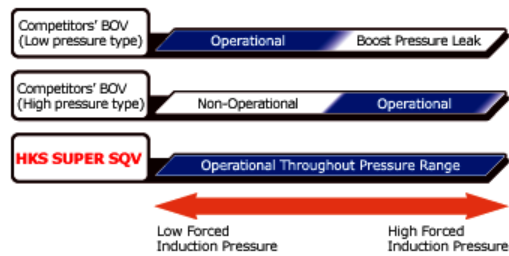 Competitors' BOV
(Low pressure type)
Operational
Boost Pressure Leak
Competitors' BOV
(High pressure type)
Non-Operational
Operational
HKS SUPER SQV
Operational Throughout Pressure Range
Low Forced
Induction Pressure
High Forced
Induction Pressure